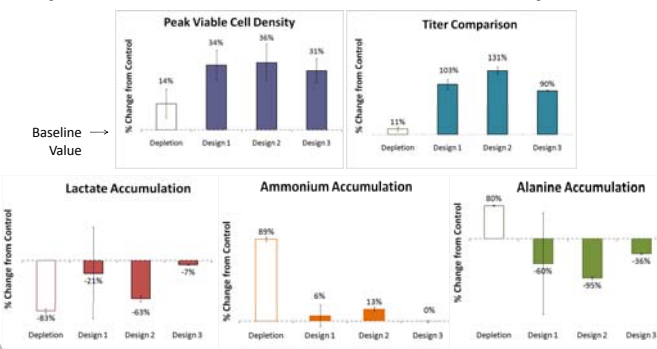 Peak Viable Cell Density
% Change from Control
14%
34%
36%
31%
Depletion
Design 1
Design 2
Design 3
Baseline
Value
Titer Comparison
% Change from Control
11%
103%
131%
90%
Depletion
Design 1
Design 2
Design 3
Lactate Accumulation
% Change from Control
-83%
-21%
-63%
-7%
Depletion
Design 1
Design 2
Design 3
Ammonium Accumulation
% Change from Control
89%
6%
13%
0%
Depletion
Design 1
Design 2
Design 3
Alanine Accumulation
% Change from Control
80%
-60%
-95%
-36%
Depletion
Design 1
Design 2
Design 3